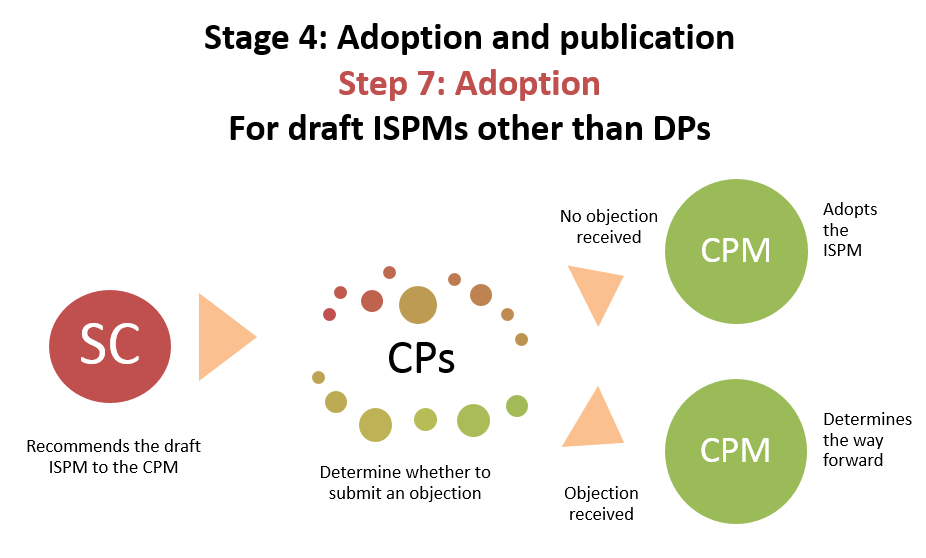 Stage 4: Adoption and publication
Step 7: Adoption
For draft ISPMs other than DPs
SC
Recommends the draft
ISPM to the CPM
CPs
Determine whether to
submit an objection
No objection
received
CPM
Adopts
the
ISPM
Objection
received
CPM
Determines
the way
forward